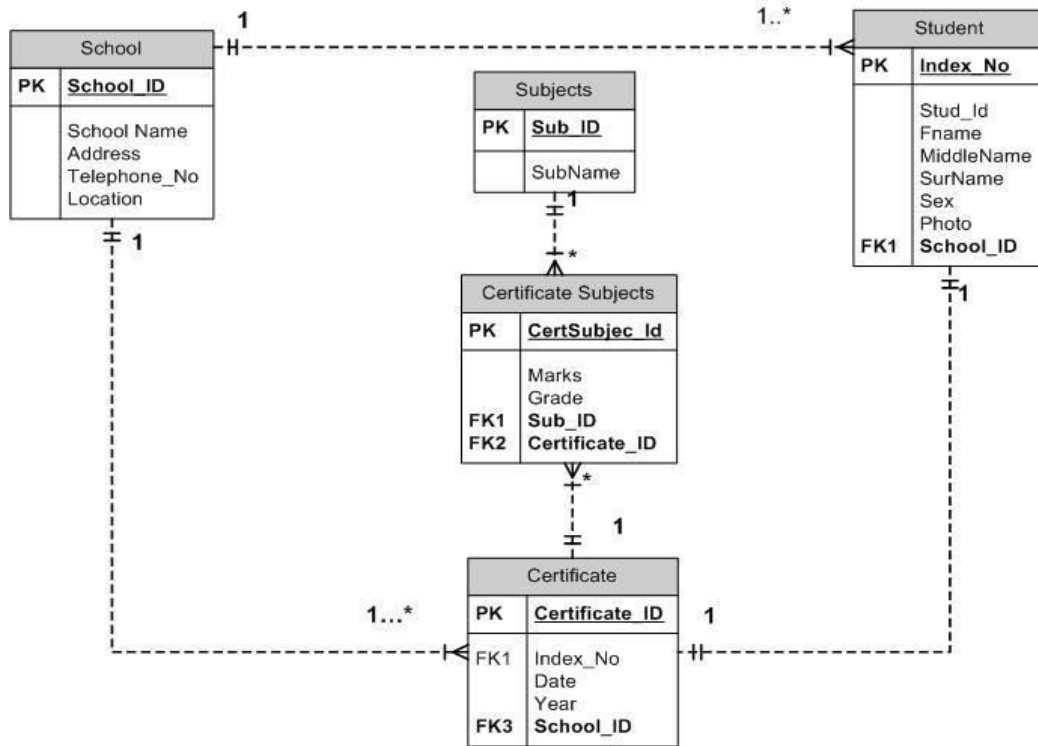 1
1..*
School
PK School_ID
School Name
Address
Telephone_No
Location
1
Student
PK Index_No
Stud_Id
Fname
MiddleName
SurName
Sex
Photo
FK1 School_ID
1
Subjects
PK Sub_ID
SubName
1
*
Certificate Subjects
PK CertSubjec_Id
Marks
Grade
FK1 Sub_ID
FK2 Certificate_ID
*
1
Certificate
1...*
PK Certificate_ID
1
FK1 Index_No
Date
Year
FK3 School_ID